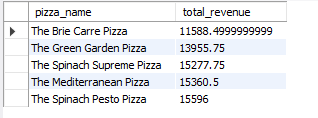 pizza_name total_revenue
The Brie Carre Pizza 11588.4999999999
The Green Garden Pizza 13955.75
The Spinach Supreme Pizza 15277.75
The Mediterranean Pizza 15360.5
The Spinach Pesto Pizza 15596